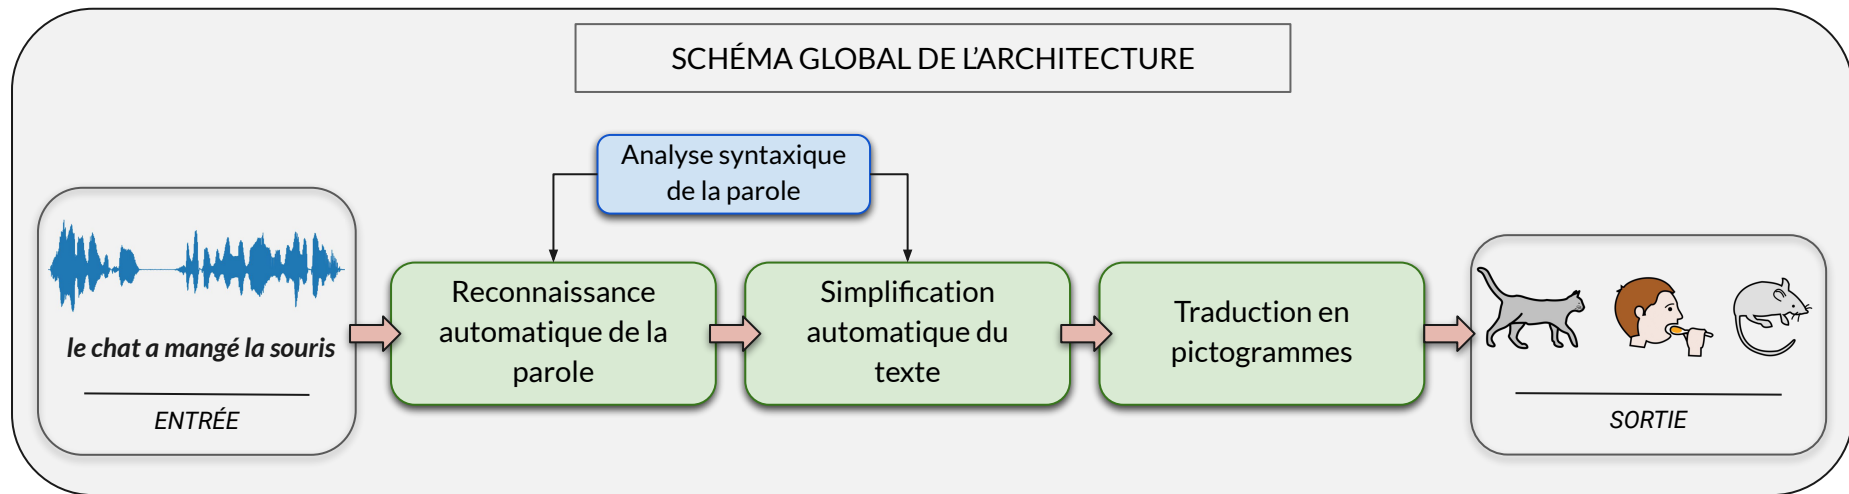 SCHÉMA GLOBAL DE L'ARCHITECTURE
Analyse syntaxique
de la parole
le chat a mangé la souris
ENTRÉE
Reconnaissance
automatique de la
parole
Simplification
automatique du
texte
Traduction en
pictogrammes
SORTIE